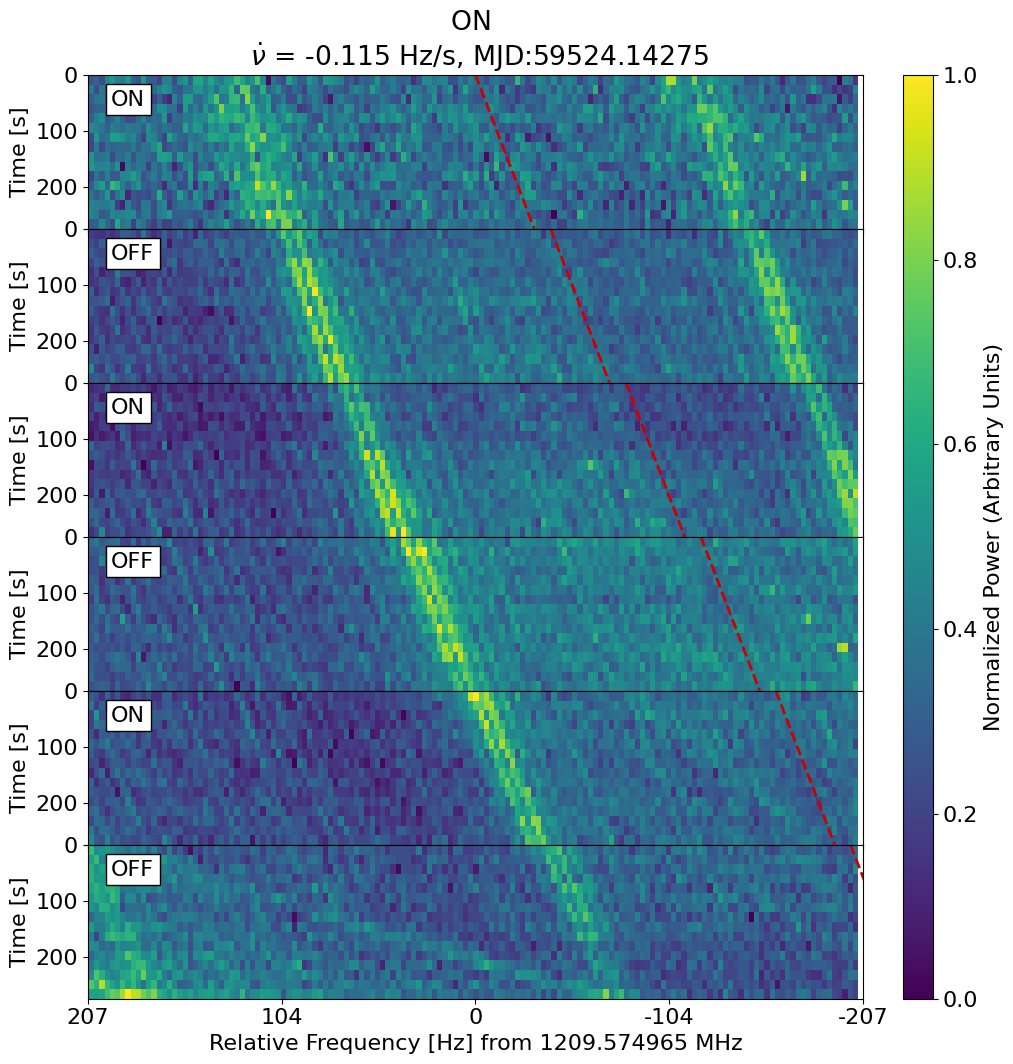 ON
ν̇ = -0.115 Hz/s, MJD:59524.14275
0
ON
100
Time [s]
200
0
OFF
100
Time [s]
200
0
ON
100
Time [s]
200
0
OFF
100
Time [s]
200
0
ON
100
Time [s]
200
0
OFF
100
Time [s]
200
207 104 0 -104 -207
Relative Frequency [Hz] from 1209.574965 MHz
1.0
0.8
0.6
0.4
0.2
0.0
Normalized Power (Arbitrary Units)